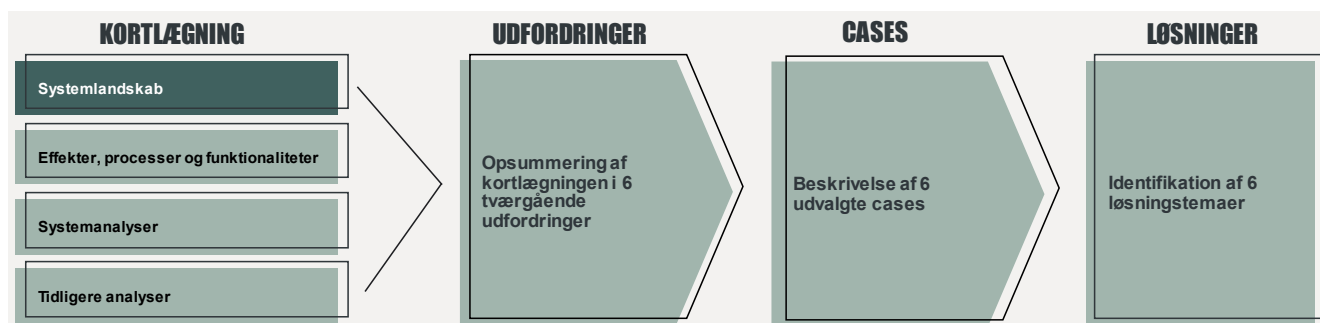 KORTLÆGNING
Systemlandskab
Effekter, processer og funktionaliteter
Systemanalyser
Tidligere analyser
UDFORDRINGER
Opsummering af
kortlægningen i 6
tværgående
udfordringer
CASES
Beskrivelse af 6
udvalgte cases
LØSNINGER
Identifikation af 6
løsningstemaer